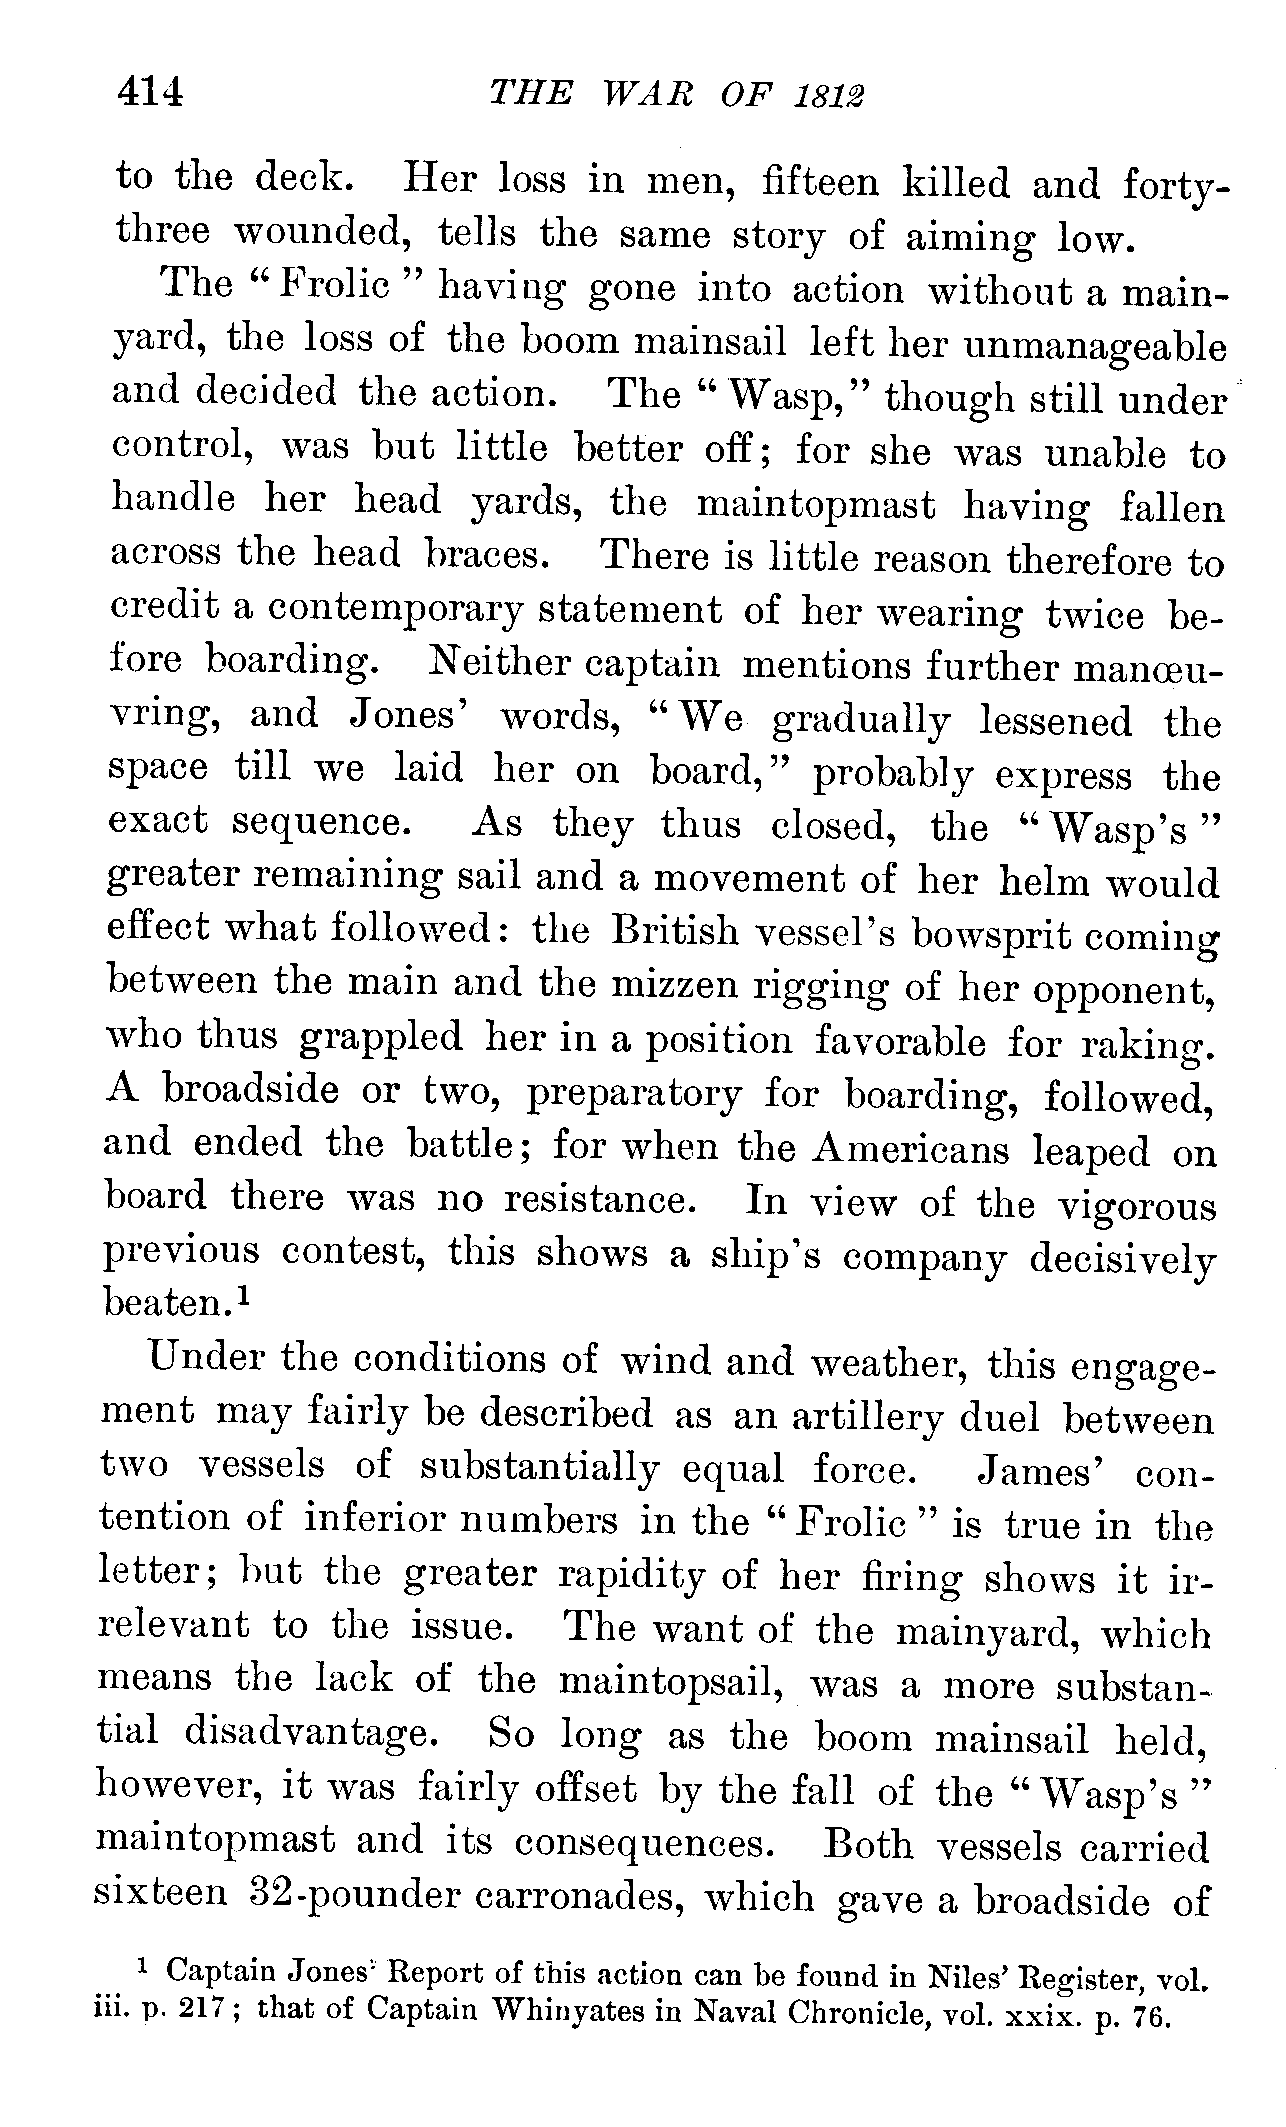 414 THE WAR OF 1812
to the deck. Her loss in men, fifteen killed and forty-
three wounded, tells the same story of aiming low.
The “Frolic” having gone into action without a main-
yard, the loss of the boom mainsail left her unmanageable
and decided the action. The “Wasp,” though still under
control, was but little better off; for she was unable to
handle her head yards, the maintopmast having fallen
across the head braces. There is little reason therefore to
credit a contemporary statement of her wearing twice be-
fore boarding. Neither captain mentions further manœu-
vring, and Jones’ words, “We gradually lessened the
space till we laid her on board,” probably express the
exact sequence. As they thus closed, the “Wasp’s”
greater remaining sail and a movement of her helm would
effect what followed: the British vessel’s bowsprit coming
between the main and the mizzen rigging of her opponent,
who thus grappled her in a position favorable for raking.
A broadside or two, preparatory for boarding, followed,
and ended the battle; for when the Americans leaped on
board there was no resistance. In view of the vigorous
previous contest, this shows a ship’s company decisively
beaten.¹
Under the conditions of wind and weather, this engage-
ment may fairly be described as an artillery duel between
two vessels of substantially equal force. James’ con-
tention of inferior numbers in the “Frolic” is true in the
letter; but the greater rapidity of her firing shows it ir-
relevant to the issue. The want of the mainyard, which
means the lack of the maintopsail, was a more substan-
tial disadvantage. So long as the boom mainsail held,
however, it was fairly offset by the fall of the “Wasp’s”
maintopmast and its consequences. Both vessels carried
sixteen 32-pounder carronades, which gave a broadside of
¹ Captain Jones’ Report of this action can be found in Niles’ Register, vol.
iii. p. 217; that of Captain Whinyates in Naval Chronicle, vol. xxix. p. 76.